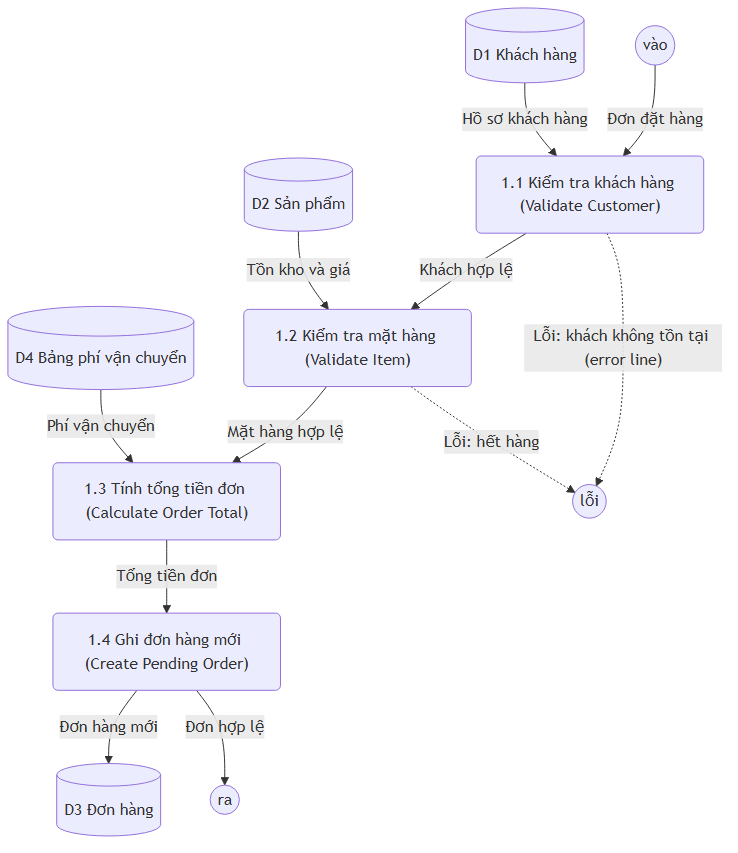 D1 Khách hàng
vào
Hồ sơ khách hàng
Đơn đặt hàng
1.1 Kiểm tra khách hàng
(Validate Customer)
D2 Sản phẩm
Tồn kho và giá
Khách hợp lệ
1.2 Kiểm tra mặt hàng
(Validate Item)
Lỗi: khách không tồn tại
(error line)
D4 Bảng phí vận chuyển
Phí vận chuyển
Mặt hàng hợp lệ
Lỗi: hết hàng
1.3 Tính tổng tiền đơn
(Calculate Order Total)
lỗi
Tổng tiền đơn
1.4 Ghi đơn hàng mới
(Create Pending Order)
Đơn hàng mới
Đơn hợp lệ
D3 Đơn hàng
ra